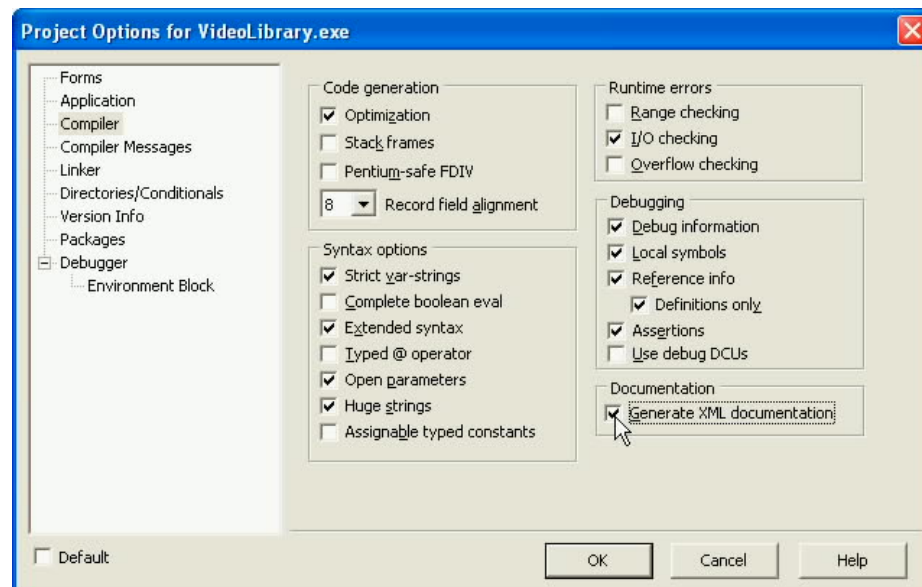 Project Options for VideoLibrary.exe
Forms
Application
Compiler
Compiler Messages
Linker
Directories/Conditionals
Version Info
Packages
Debugger
Environment Block
Code generation
Optimization
Stack frames
Pentium-safe FDIV
8 Record field alignment
Syntax options
Strict var-strings
Complete boolean eval
Extended syntax
Typed @ operator
Open parameters
Huge strings
Assignable typed constants
Runtime errors
Range checking
I/O checking
Overflow checking
Debugging
Debug information
Local symbols
Reference info
Definitions only
Assertions
Use debug DCUs
Documentation
Generate XML documentation
Default
OK
Cancel
Help